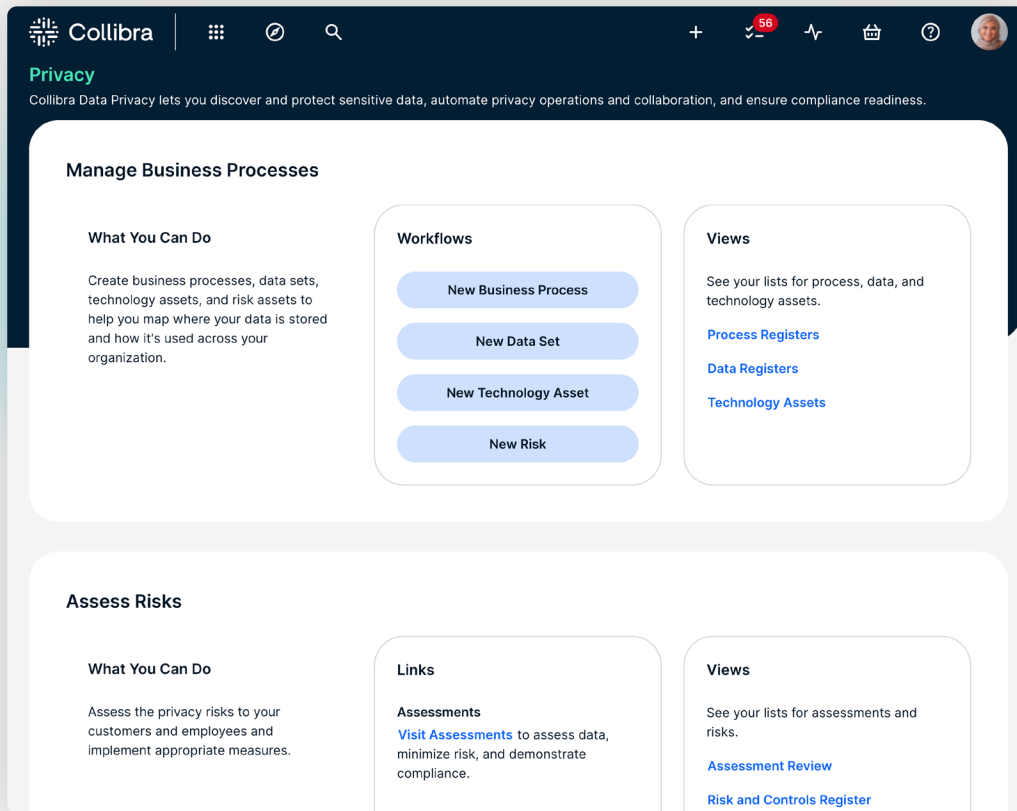 Collibra
56
Privacy
Collibra Data Privacy lets you discover and protect sensitive data, automate privacy operations and collaboration, and ensure compliance readiness.
Manage Business Processes
What You Can Do
Create business processes, data sets,
technology assets, and risk assets to
help you map where your data is stored
and how it's used across your
organization.
Workflows
New Business Process
New Data Set
New Technology Asset
New Risk
Views
See your lists for process, data, and
technology assets.
Process Registers
Data Registers
Technology Assets
Assess Risks
What You Can Do
Assess the privacy risks to your
customers and employees and
implement appropriate measures.
Links
Assessments
Visit Assessments to assess data,
minimize risk, and demonstrate
compliance.
Views
See your lists for assessments and
risks.
Assessment Review
Risk and Controls Register